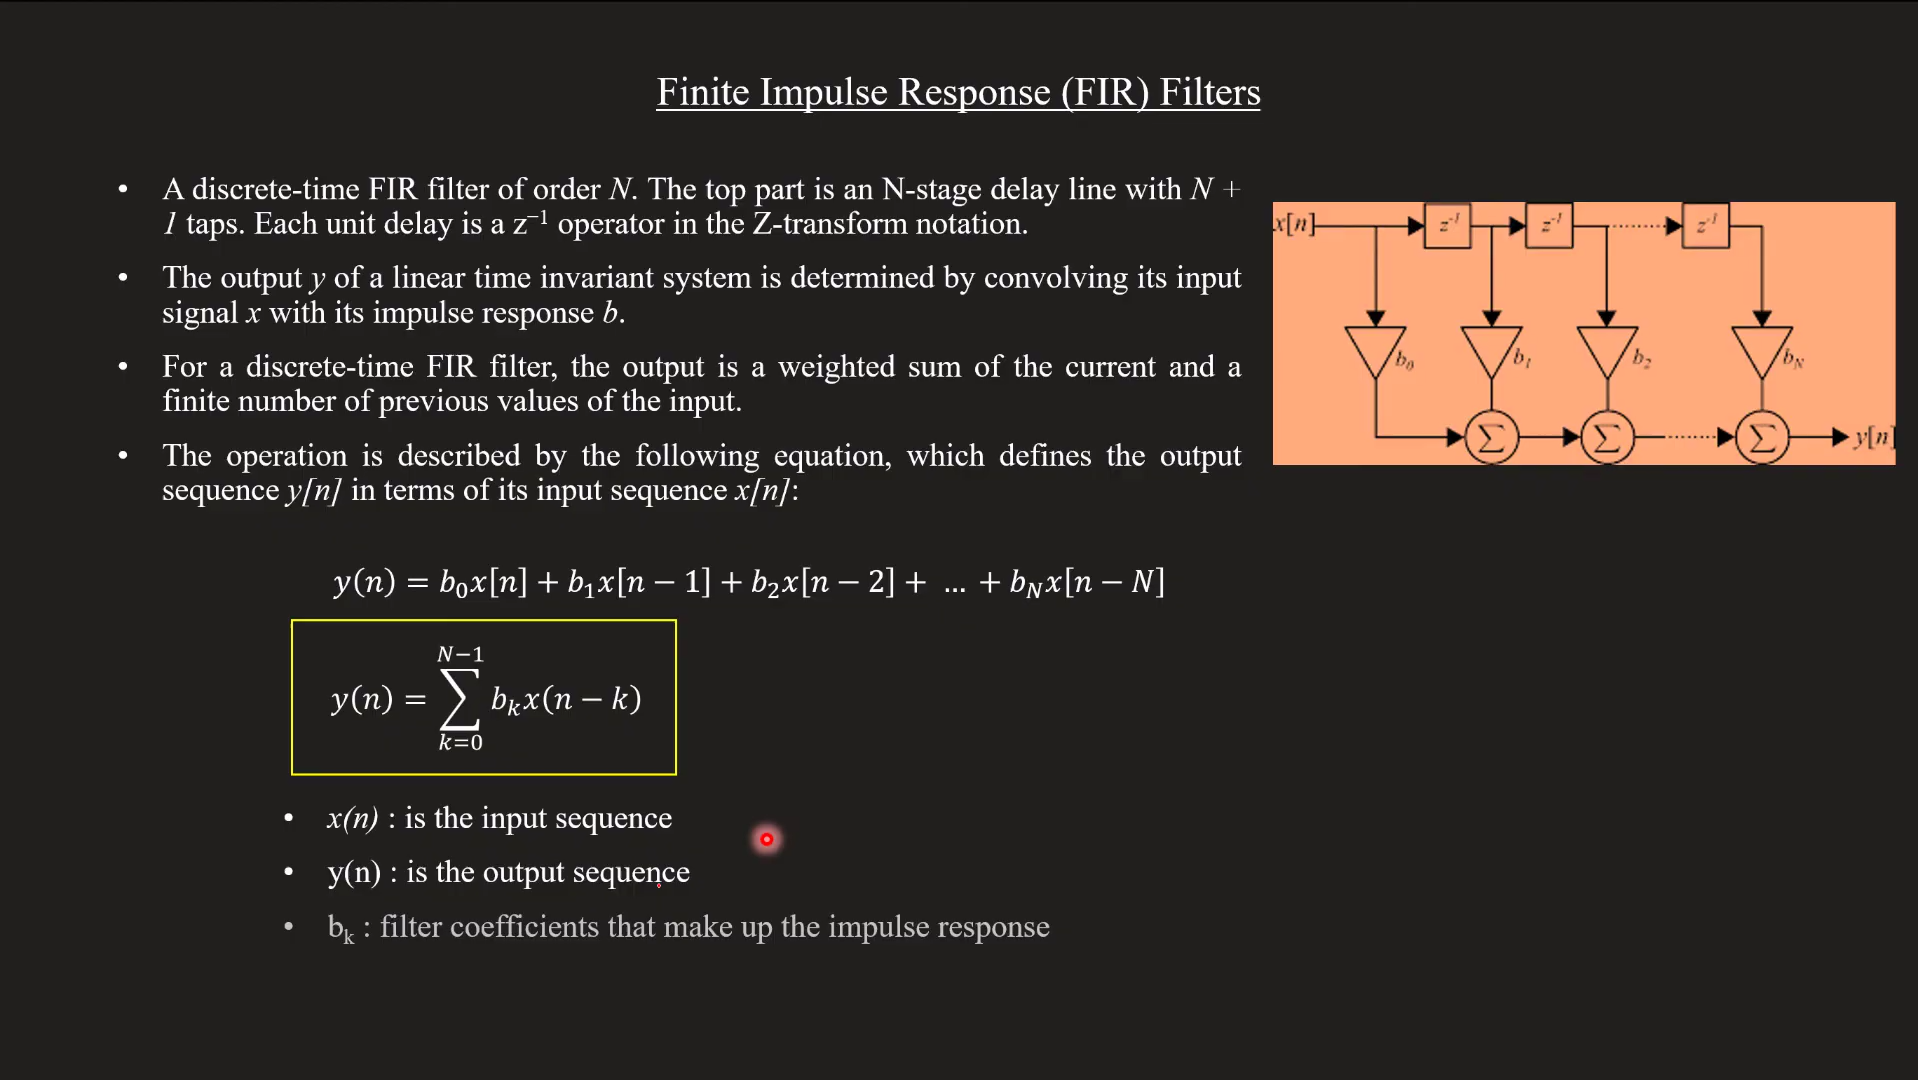 Finite Impulse Response (FIR) Filters
• A discrete-time FIR filter of order N. The top part is an N-stage delay line with N +
1 taps. Each unit delay is a z⁻¹ operator in the Z-transform notation.
• The output y of a linear time invariant system is determined by convolving its input
signal x with its impulse response b.
• For a discrete-time FIR filter, the output is a weighted sum of the current and a
finite number of previous values of the input.
• The operation is described by the following equation, which defines the output
sequence y[n] in terms of its input sequence x[n]:
x[n] z⁻¹ z⁻¹ z⁻¹
b₀ b₁ b₂ b_N
Σ Σ Σ y[n]
y(n) = b₀x[n] + b₁x[n − 1] + b₂x[n − 2] + … + b_Nx[n − N]
N−1
y(n) = ∑ bₖx(n − k)
k=0
• x(n) : is the input sequence
• y(n) : is the output sequence
• bₖ : filter coefficients that make up the impulse response